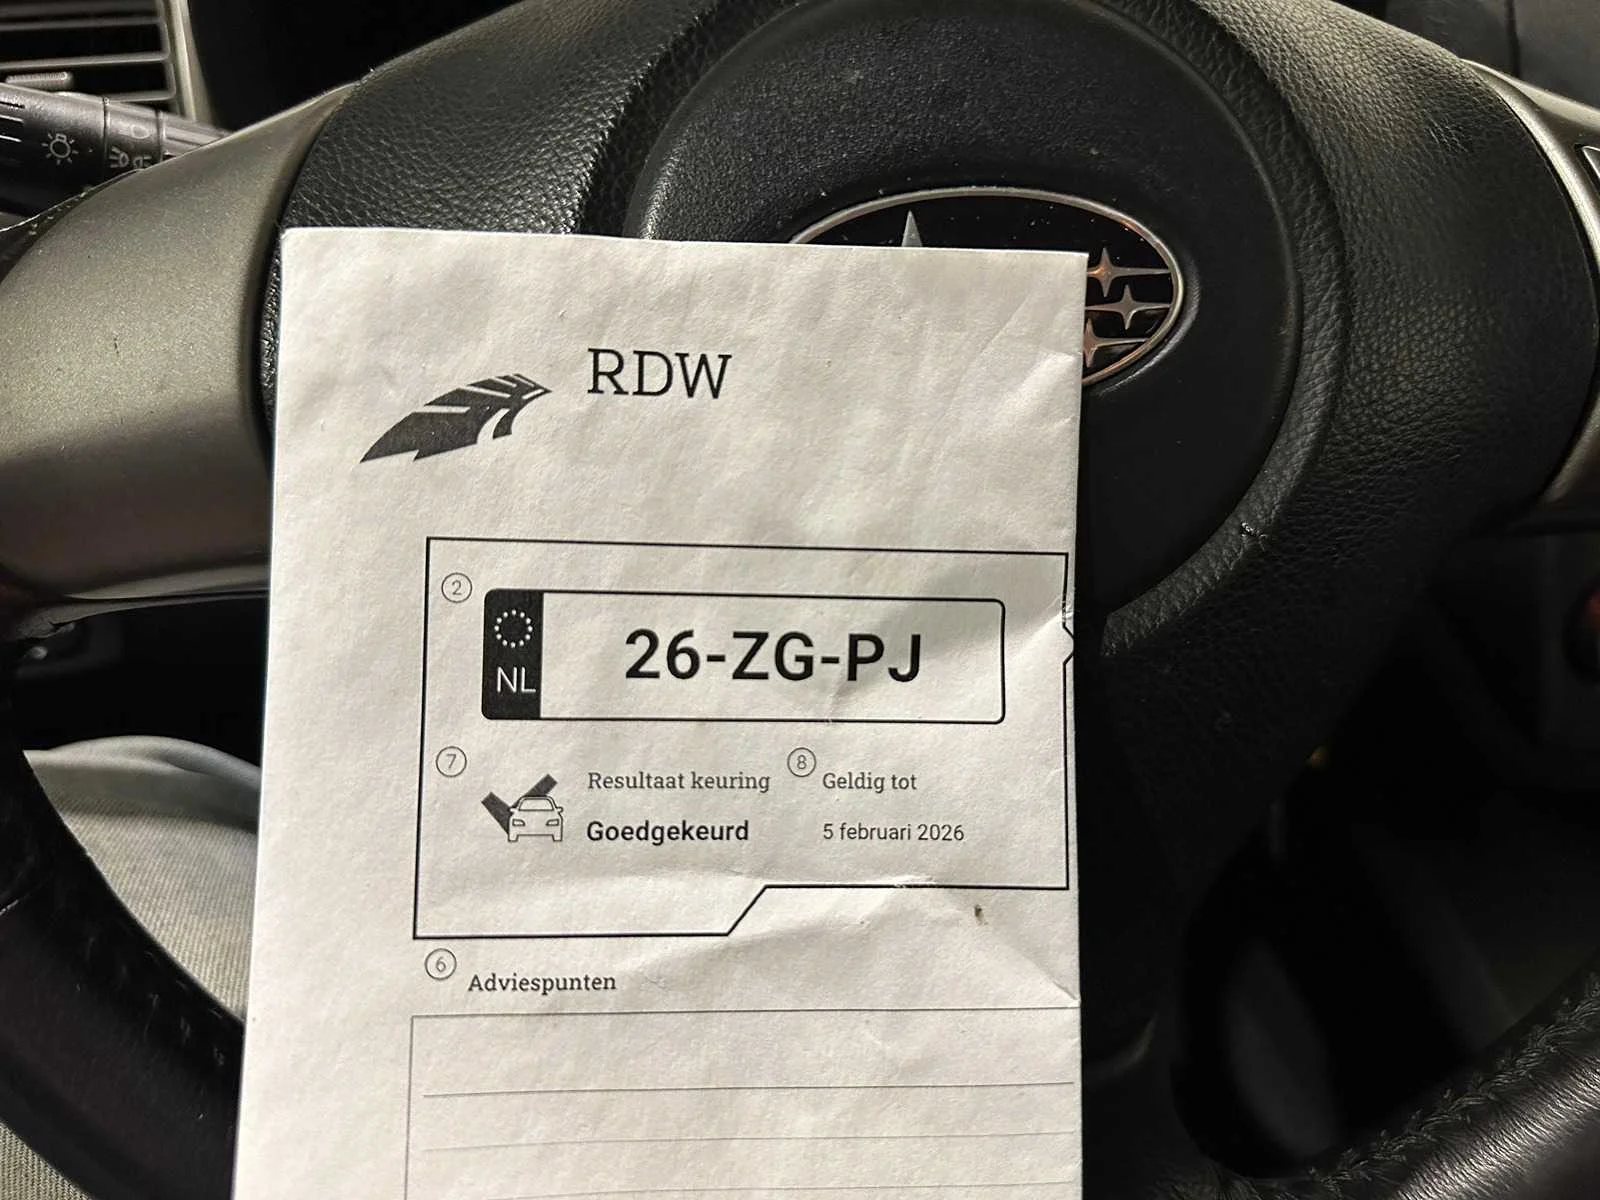 RDW
2
NL
26-ZG-PJ
7
Resultaat keuring
8
Geldig tot
Goedgekeurd
5 februari 2026
6
Adviespunten